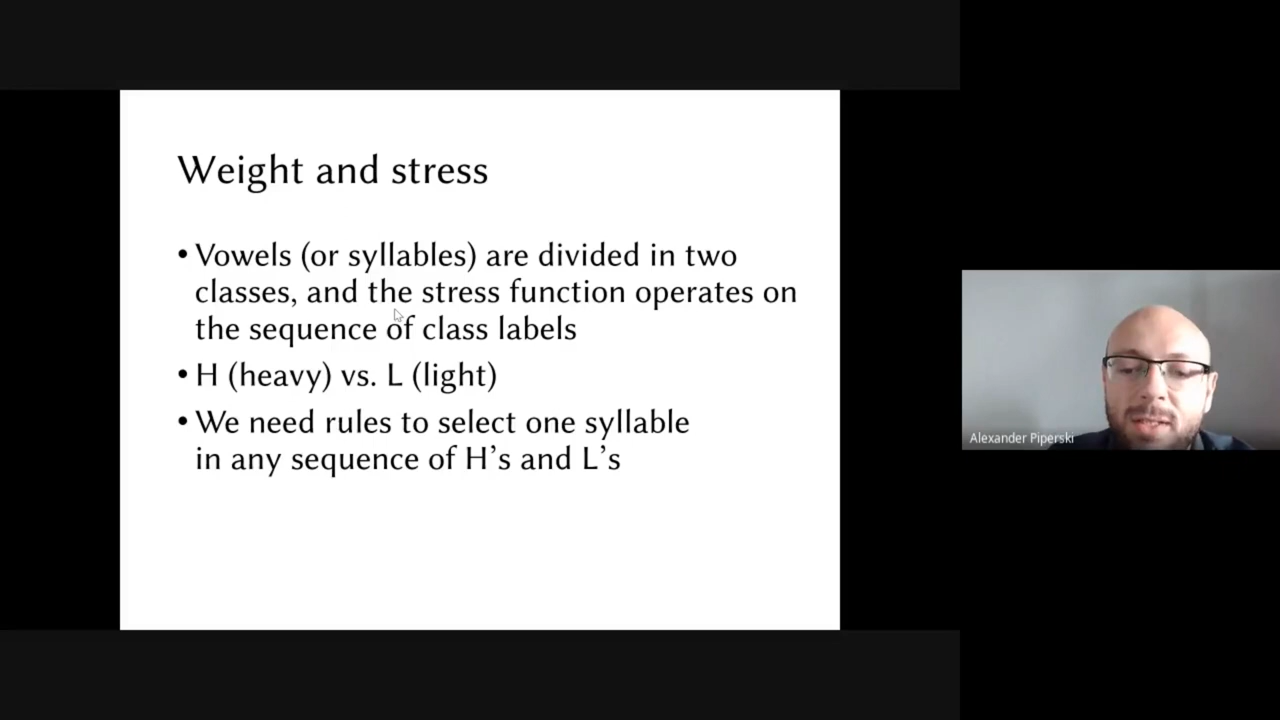 Weight and stress
• Vowels (or syllables) are divided in two
classes, and the stress function operates on
the sequence of class labels
• H (heavy) vs. L (light)
• We need rules to select one syllable
in any sequence of H’s and L’s
Alexander Piperski